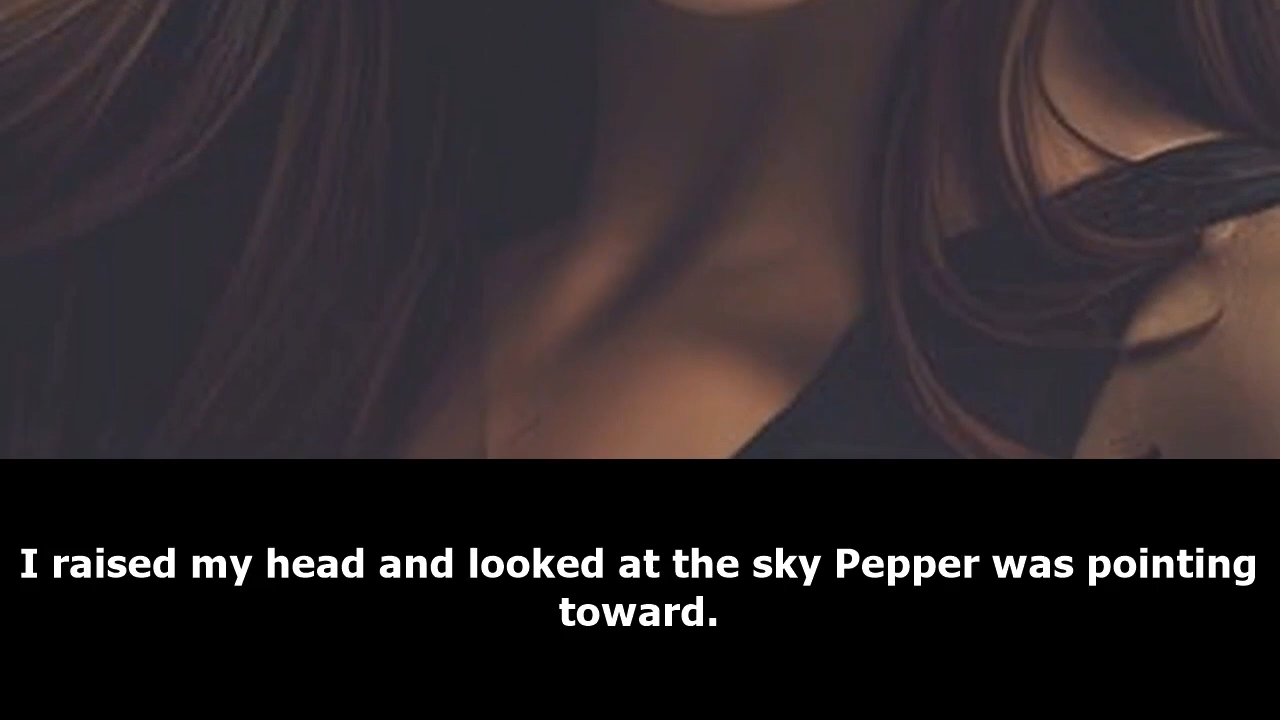 I raised my head and looked at the sky Pepper was pointing
toward.